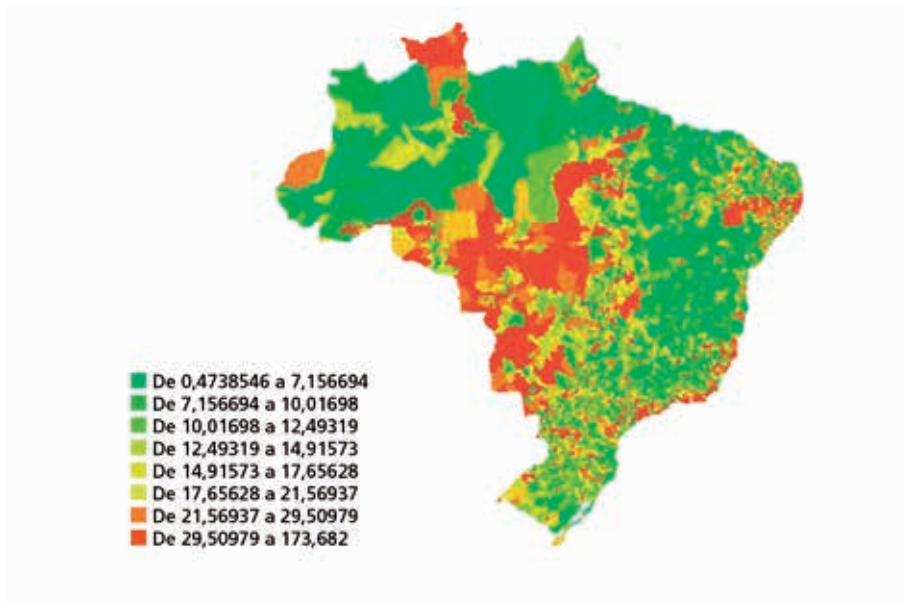 De 0,4738546 a 7,156694
De 7,156694 a 10,01698
De 10,01698 a 12,49319
De 12,49319 a 14,91573
De 14,91573 a 17,65628
De 17,65628 a 21,56937
De 21,56937 a 29,50979
De 29,50979 a 173,682